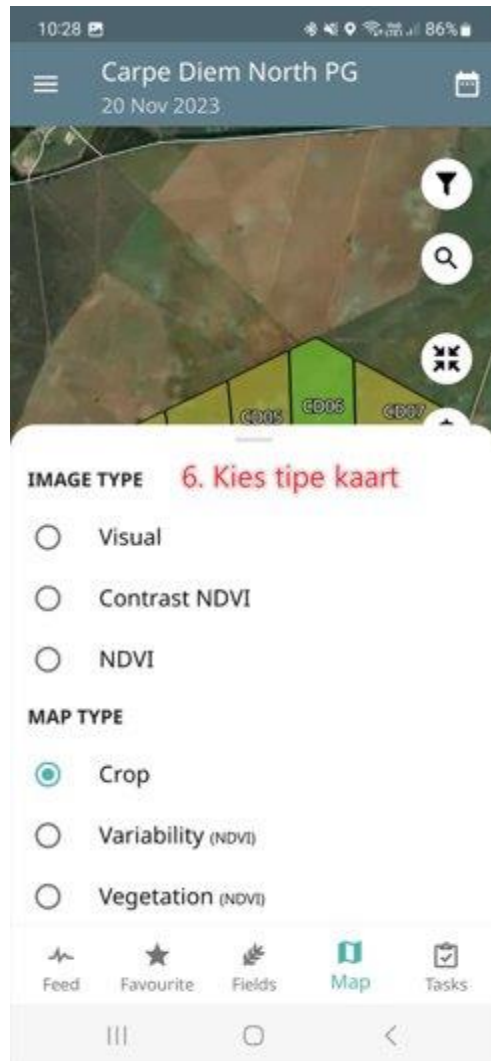 10:28 86%
Carpe Diem North PG
20 Nov 2023
CD05 CD06 CD07
IMAGE TYPE 6. Kies tipe kaart
Visual
Contrast NDVI
NDVI
MAP TYPE
Crop
Variability (NDVI)
Vegetation (NDVI)
Feed Favourite Fields Map Tasks